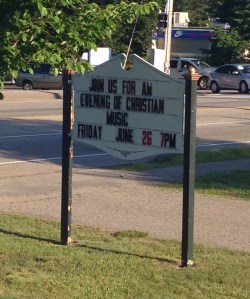 JOIN US FOR AN
EVENING OF CHRISTIAN
MUSIC
FRIDAY JUNE 26 7PM